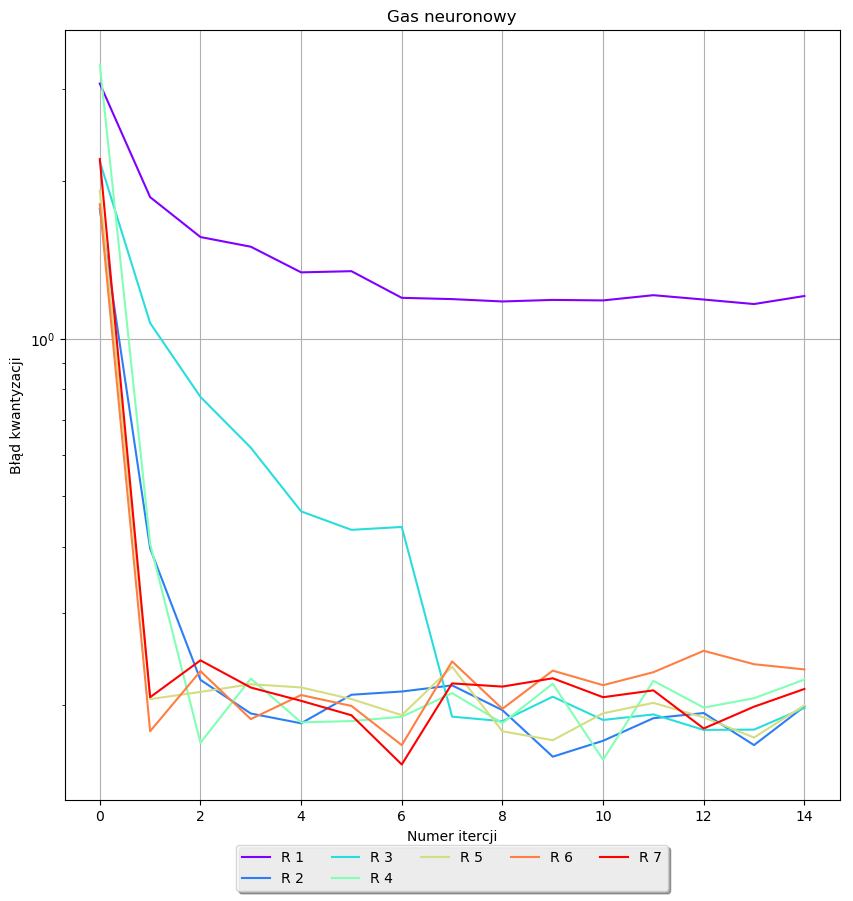 Gas neuronowy
Błąd kwantyzacji
10⁰
0 2 4 6 8 10 12 14
Numer itercji
R 1 R 3 R 5 R 6 R 7
R 2 R 4